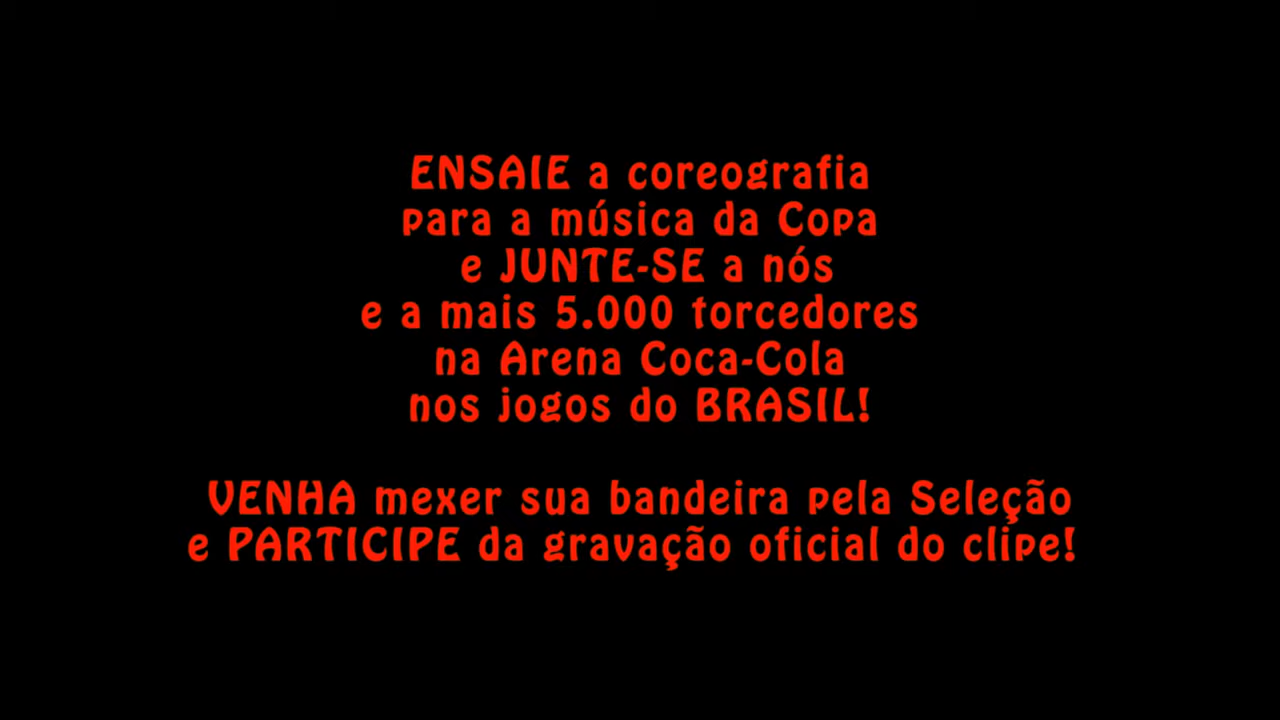 ENSAIE a coreografia
para a música da Copa
e JUNTE-SE a nós
e a mais 5.000 torcedores
na Arena Coca-Cola
nos jogos do BRASIL!
VENHA mexer sua bandeira pela Seleção
e PARTICIPE da gravação oficial do clipe!